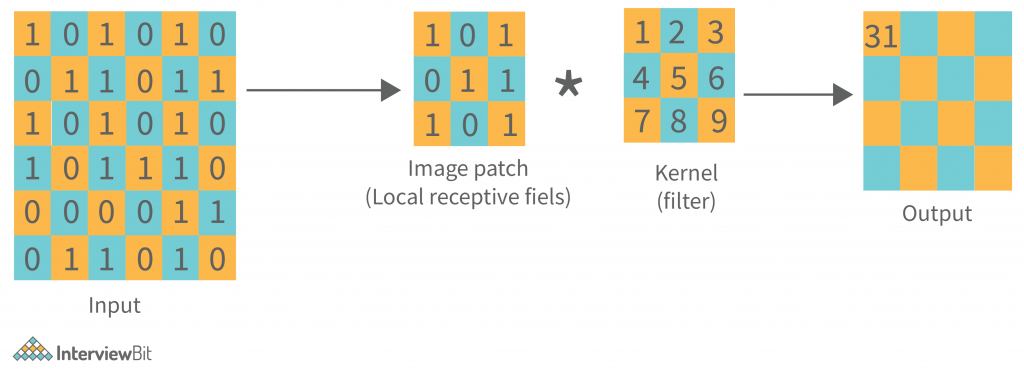 1 0 1 0 1 0
0 1 1 0 1 1
1 0 1 0 1 0
1 0 1 1 1 0
0 0 0 0 1 1
0 1 1 0 1 0
Input
1 0 1
0 1 1
1 0 1
Image patch
(Local receptive fiels)
*
1 2 3
4 5 6
7 8 9
Kernel
(filter)
31
Output
InterviewBit